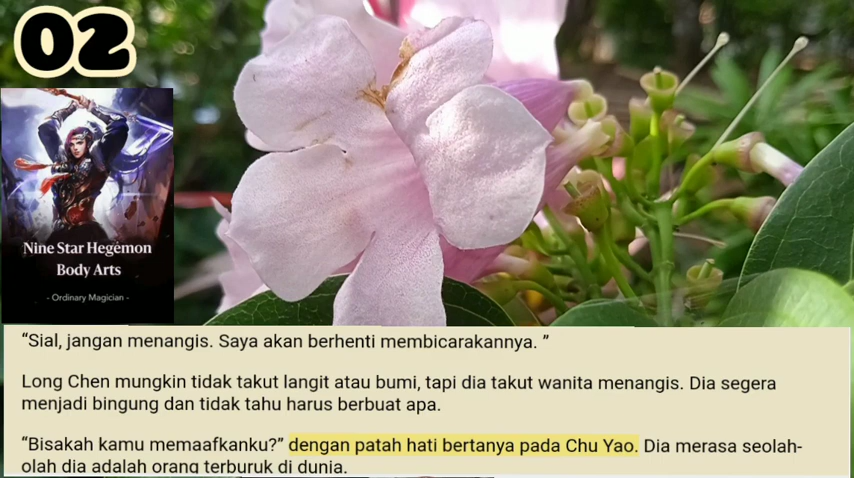 02
Nine Star Hegemon
Body Arts
- Ordinary Magician -
“Sial, jangan menangis. Saya akan berhenti membicarakannya. ”
Long Chen mungkin tidak takut langit atau bumi, tapi dia takut wanita menangis. Dia segera
menjadi bingung dan tidak tahu harus berbuat apa.
“Bisakah kamu memaafkanku?” dengan patah hati bertanya pada Chu Yao. Dia merasa seolah-
olah dia adalah orang terburuk di dunia.